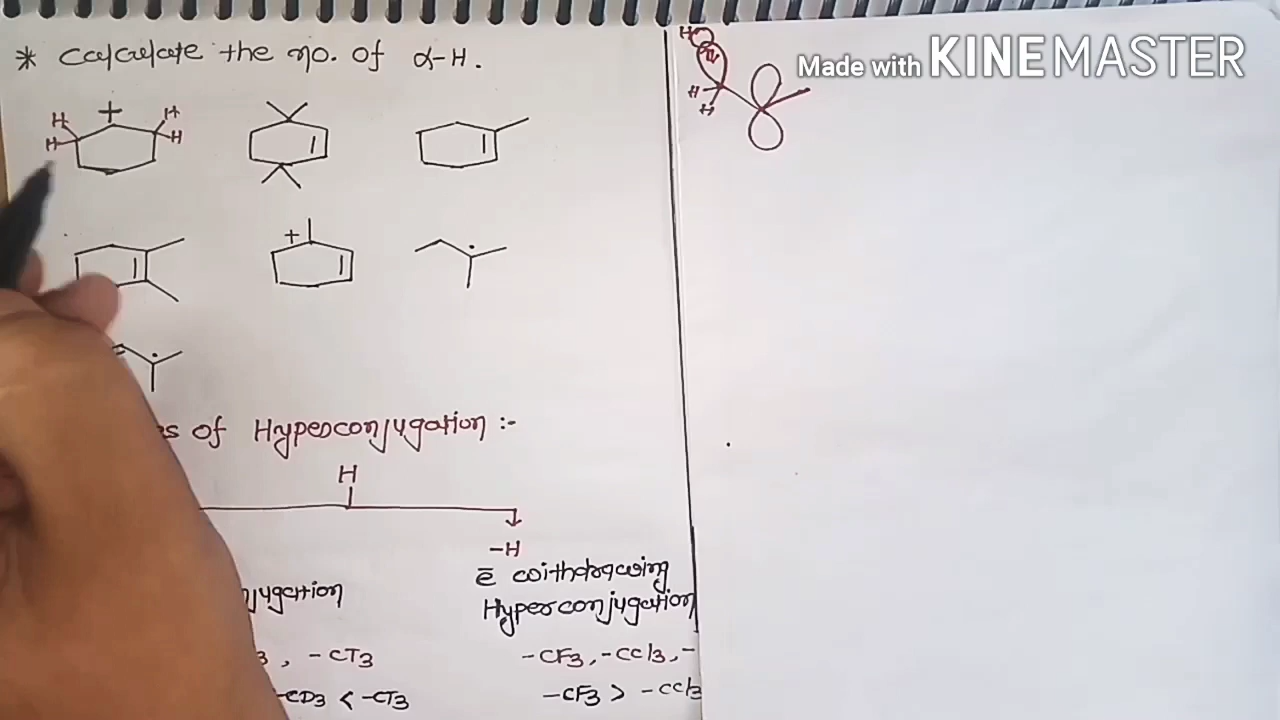 * Calculate the no. of α-H.
Made with KINEMASTER
H
H
H
+
H
H
H
H
+
s of Hyperconjugation :-
H
-H
ē withdrawing
jugation
Hyperconjugation
3, -CT3
-CF3, -CCl3, -
-CD3 < -CT3
-CF3 > -CCl3